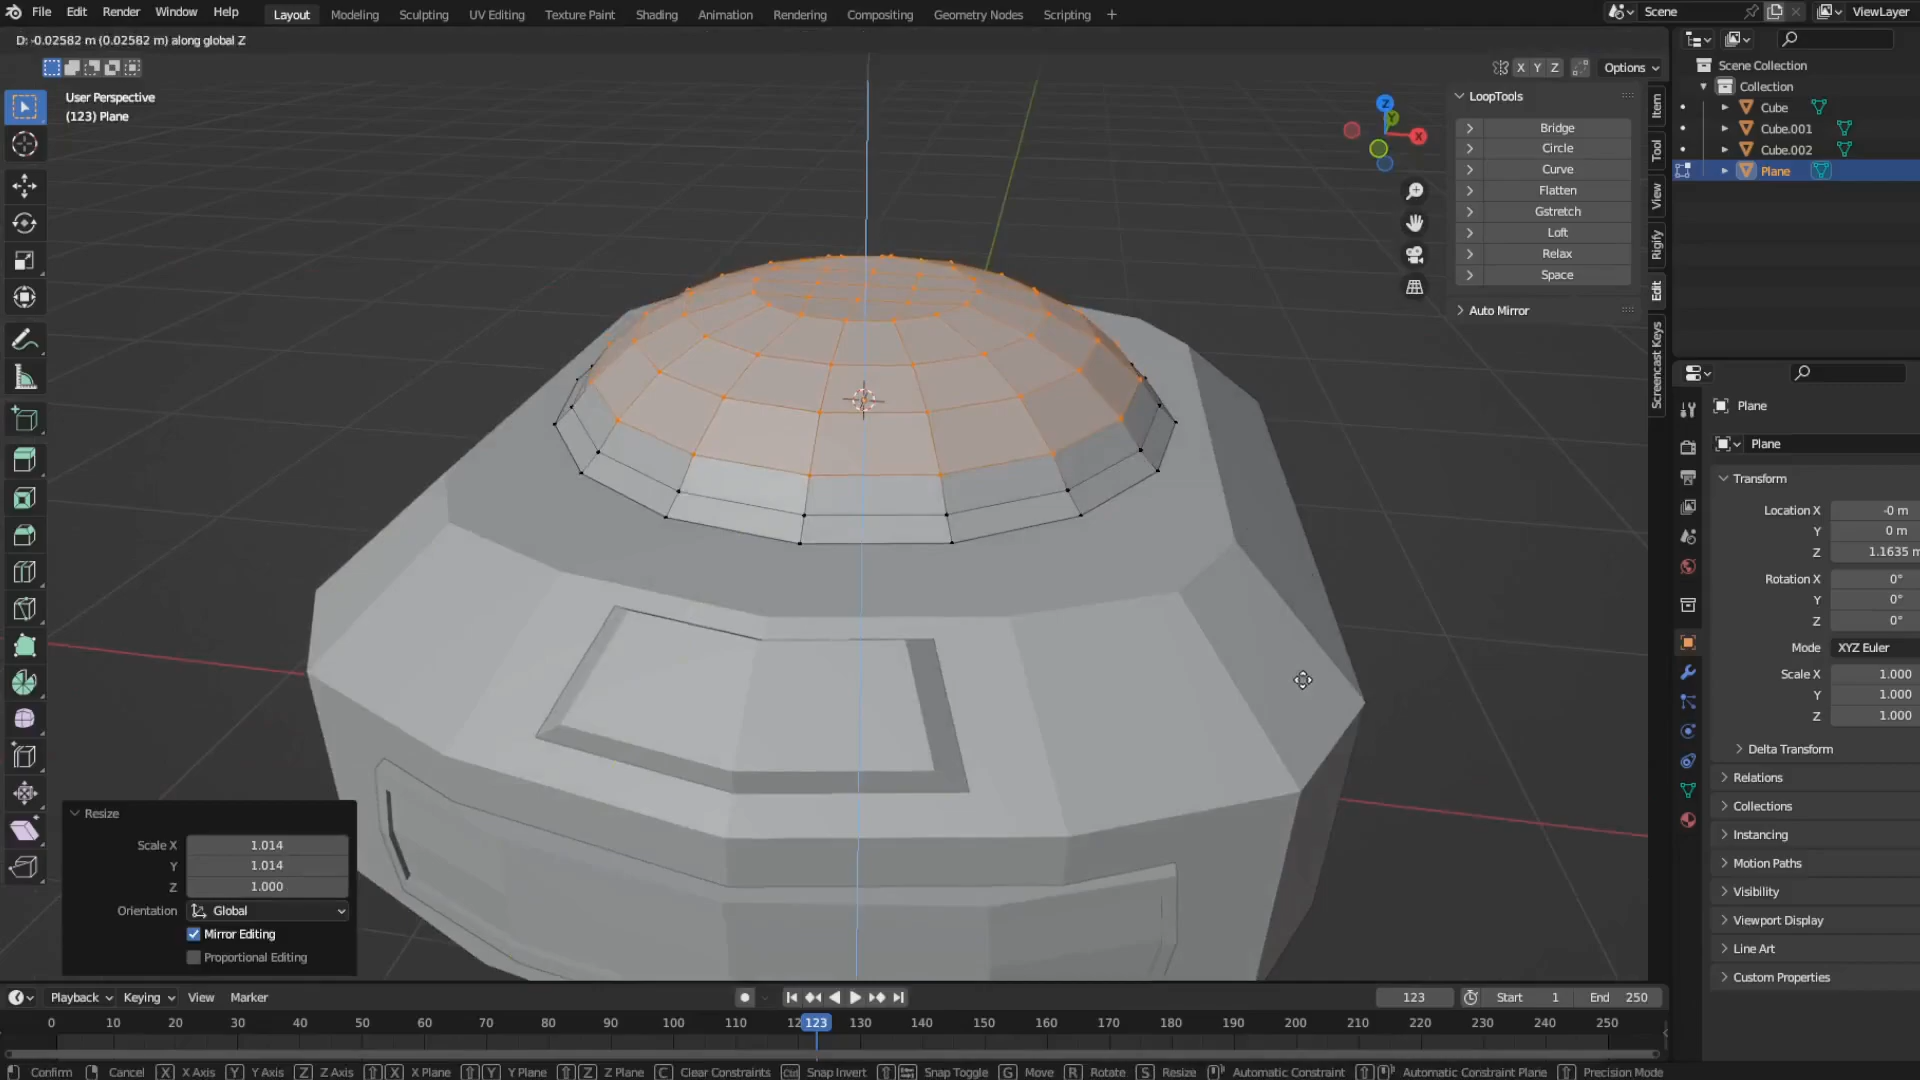 File Edit Render Window Help Layout Modeling Sculpting UV Editing Texture Paint Shading Animation Rendering Compositing Geometry Nodes Scripting + Scene ViewLayer
D: -0.02582 m (0.02582 m) along global Z
X Y Z Options
User Perspective
(123) Plane
Z
Y
X
LoopTools
Bridge
Circle
Curve
Flatten
Gstretch
Loft
Relax
Space
Auto Mirror
Item
Tool
View
Rigify
Edit
Screencast Keys
Scene Collection
Collection
Cube
Cube.001
Cube.002
Plane
Plane
Plane
Transform
Location X -0 m
Y 0 m
Z 1.1635 m
Rotation X 0°
Y 0°
Z 0°
Mode XYZ Euler
Scale X 1.000
Y 1.000
Z 1.000
Delta Transform
Relations
Collections
Instancing
Motion Paths
Visibility
Viewport Display
Line Art
Custom Properties
Resize
Scale X 1.014
Y 1.014
Z 1.000
Orientation Global
Mirror Editing
Proportional Editing
Playback Keying View Marker 123 Start 1 End 250
0 10 20 30 40 50 60 70 80 90 100 110 12 123 130 140 150 160 170 180 190 200 210 220 230 240 250
Confirm Cancel X X Axis Y Y Axis Z Z Axis X X Plane Y Y Plane Z Z Plane C Clear Constraints Ctrl Snap Invert Snap Toggle G Move R Rotate S Resize Automatic Constraint Automatic Constraint Plane Precision Mode